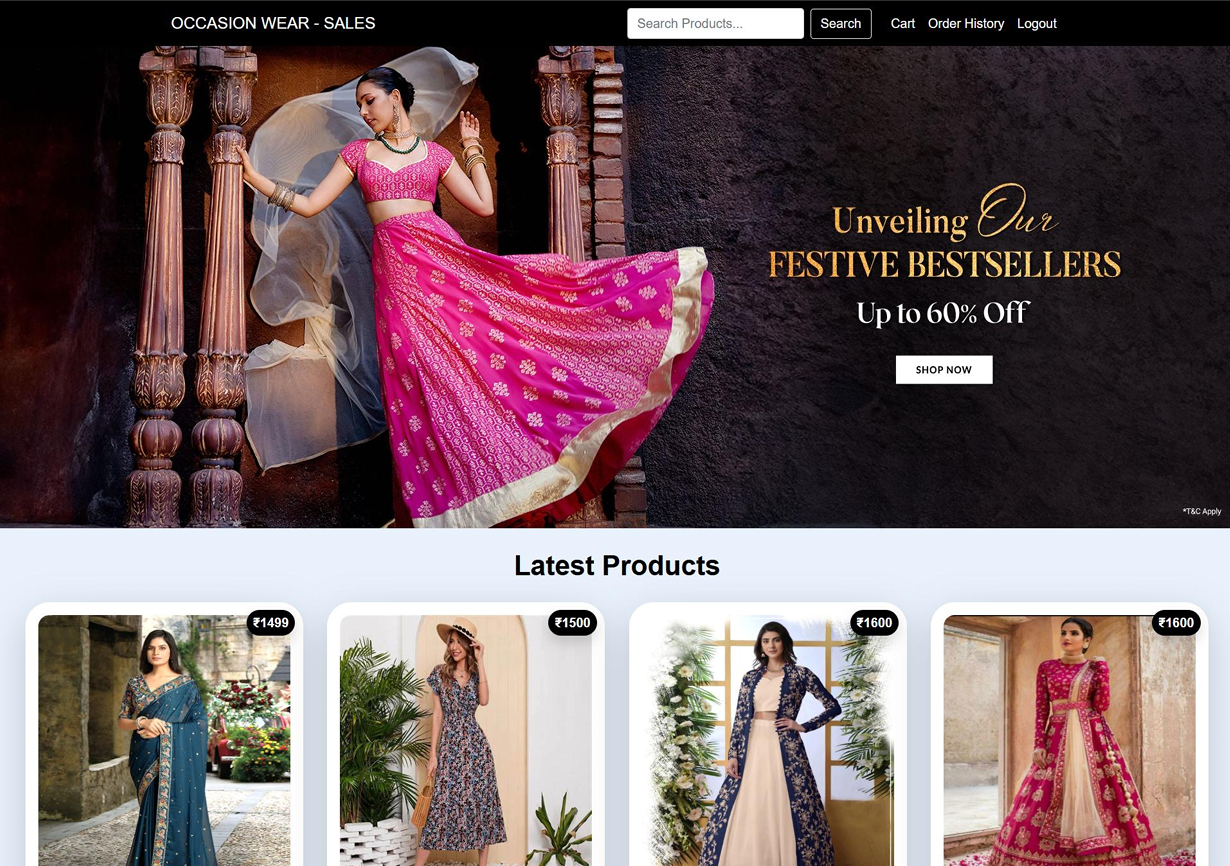 OCCASION WEAR - SALES
Search Products...
Search
Cart
Order History
Logout
Unveiling Our
FESTIVE BESTSELLERS
Up to 60% Off
SHOP NOW
*T&C Apply
Latest Products
₹1499
₹1500
₹1600
₹1600